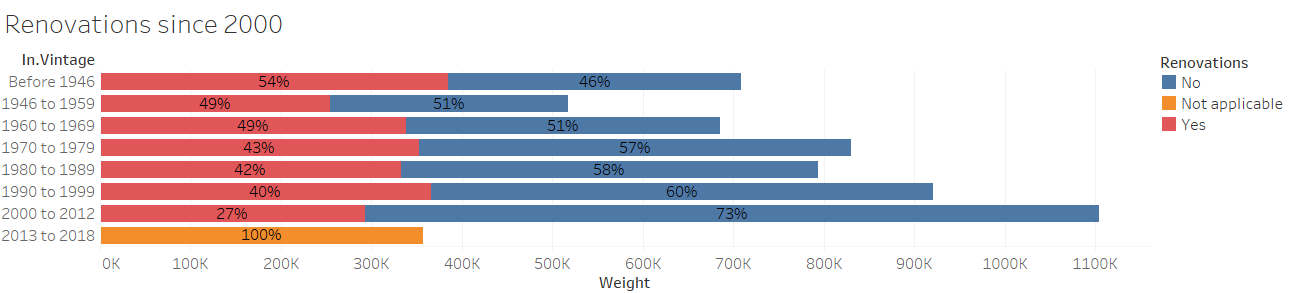 Renovations since 2000
In.Vintage
Before 1946 54% 46%
1946 to 1959 49% 51%
1960 to 1969 49% 51%
1970 to 1979 43% 57%
1980 to 1989 42% 58%
1990 to 1999 40% 60%
2000 to 2012 27% 73%
2013 to 2018 100%
0K 100K 200K 300K 400K 500K 600K 700K 800K 900K 1000K 1100K
Weight
Renovations
No
Not applicable
Yes